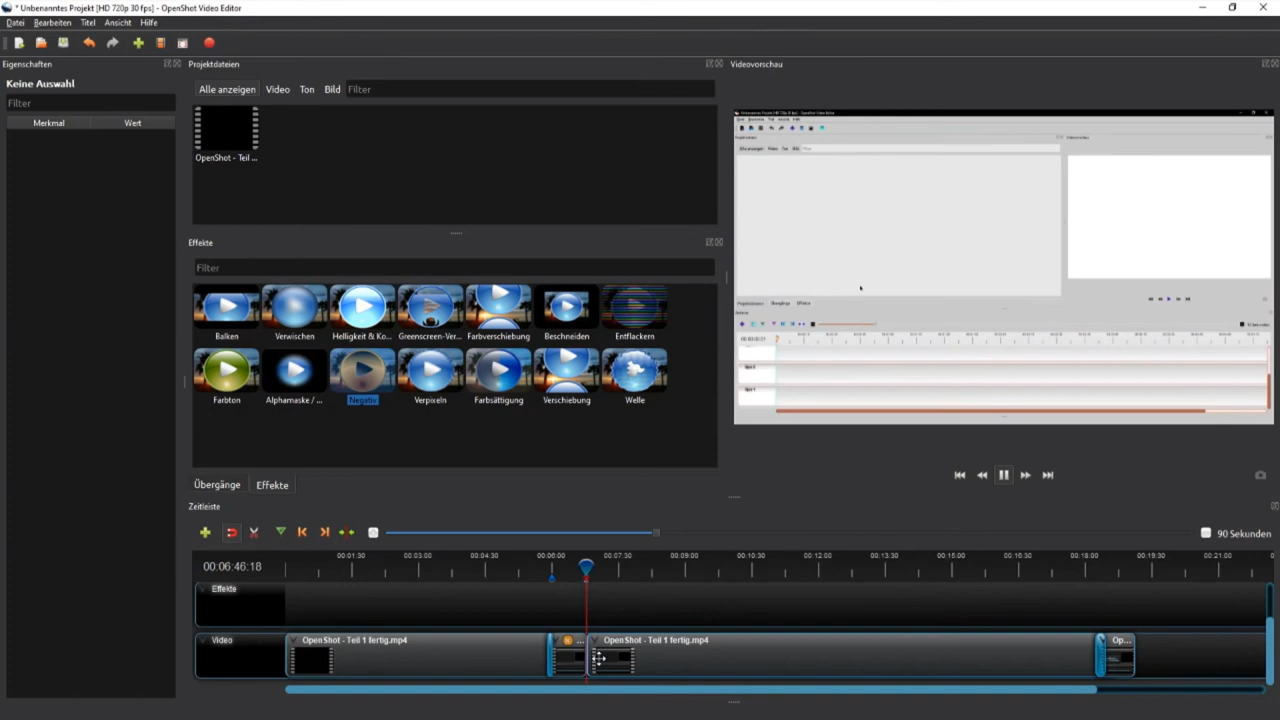 * Unbenanntes Projekt [HD 720p 30 fps] - OpenShot Video Editor
Datei Bearbeiten Titel Ansicht Hilfe
Eigenschaften
Projektdateien
Videovorschau
Keine Auswahl
Filter
Merkmal Wert
Alle anzeigen Video Ton Bild Filter
OpenShot - Teil ...
Effekte
Filter
Balken Verwischen Helligkeit & Ko... Greenscreen-Ver... Farbverschiebung Beschneiden Entflackern
Farbton Alphamaske / ... Negativ Verpixeln Farbsättigung Verschiebung Welle
Übergänge Effekte
Zeitleiste
90 Sekunden
00:06:46:18
00:01:30 00:03:00 00:04:30 00:06:00 00:07:30 00:09:00 00:10:30 00:12:00 00:13:30 00:15:00 00:16:30 00:18:00 00:19:30 00:21:00
Effekte
Video
OpenShot - Teil 1 fertig.mp4
N ...
OpenShot - Teil 1 fertig.mp4
Op...